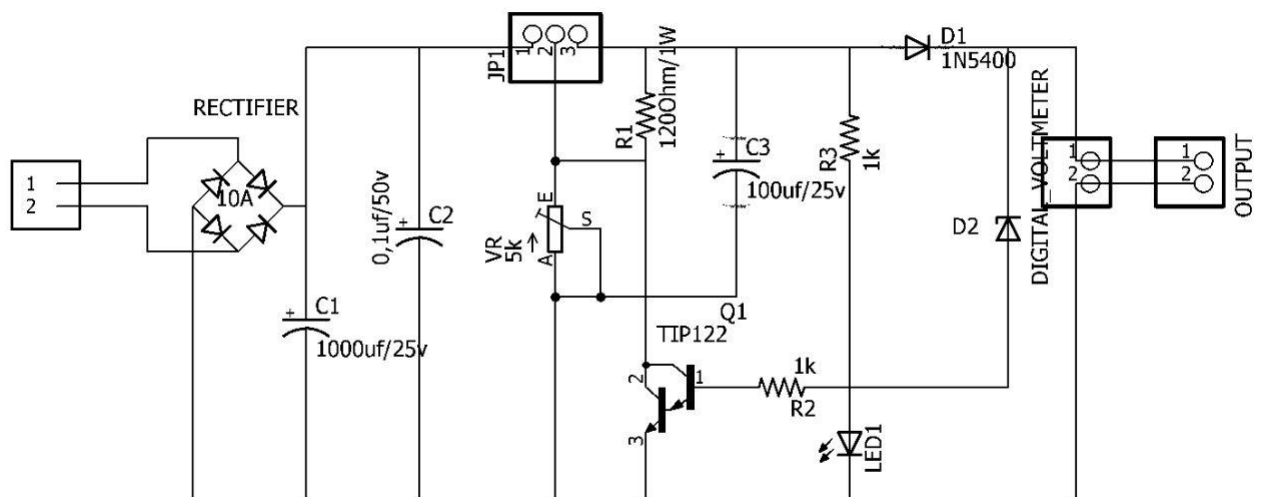 1
2
RECTIFIER
10A
+
C1
1000uf/25v
+
C2
0,1uf/50v
JP1
1
2
3
R1
120Ohm/1W
E
S
A
VR
5k
+
C3
100uf/25v
R3
1k
D1
1N5400
D2
DIGITAL VOLTMETER
1
2
1
2
OUTPUT
Q1
TIP122
2
1
3
1k
R2
LED1